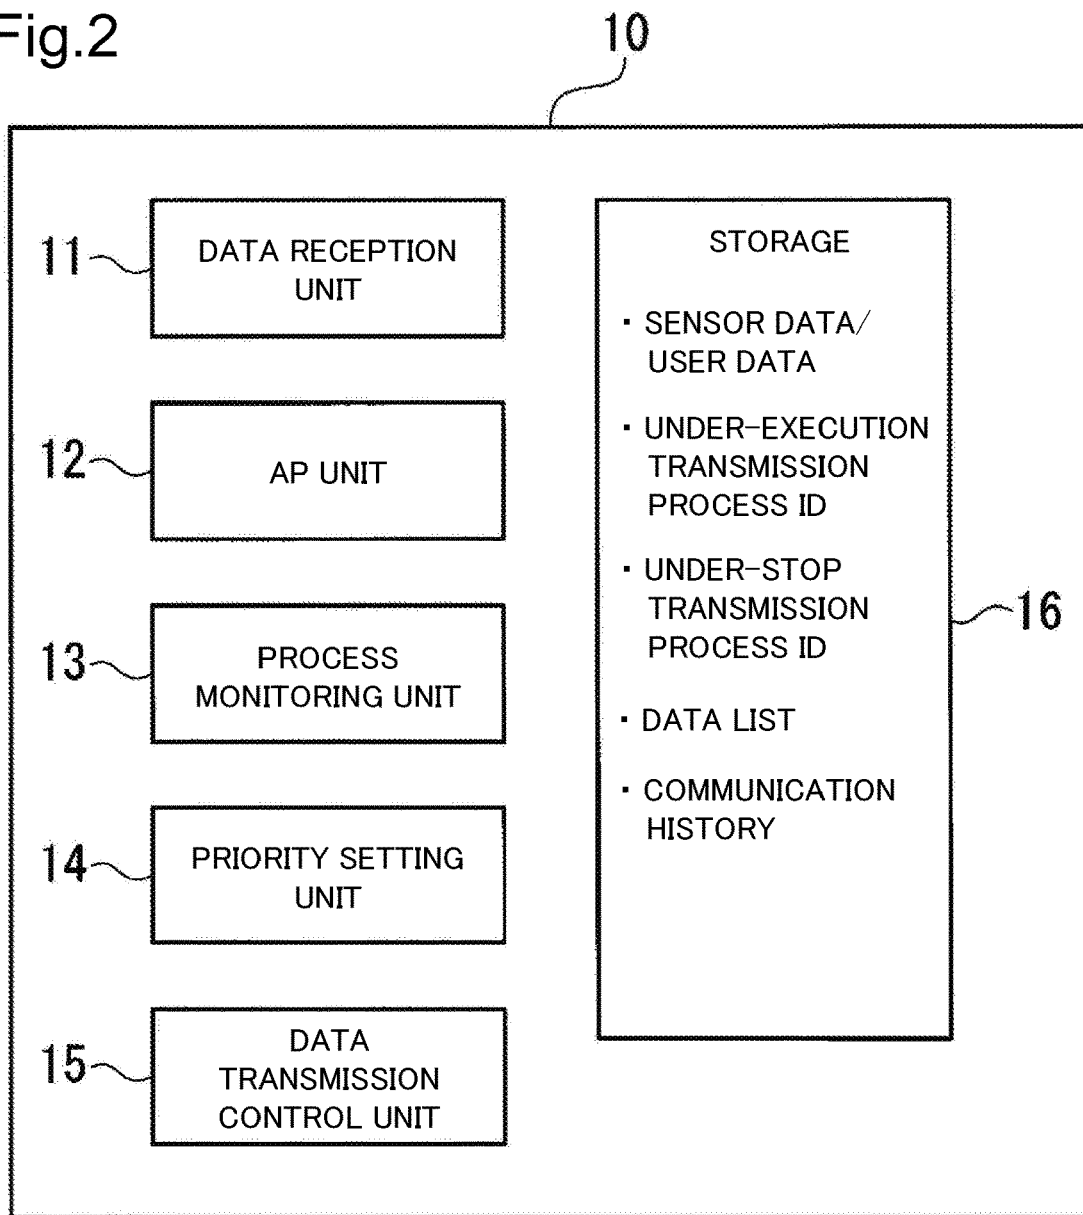 Fig.2
10
11
DATA RECEPTION
UNIT
12
AP UNIT
13
PROCESS
MONITORING UNIT
14
PRIORITY SETTING
UNIT
15
DATA
TRANSMISSION
CONTROL UNIT
STORAGE
・SENSOR DATA/
USER DATA
・UNDER-EXECUTION
TRANSMISSION
PROCESS ID
・UNDER-STOP
TRANSMISSION
PROCESS ID
・DATA LIST
・COMMUNICATION
HISTORY
16